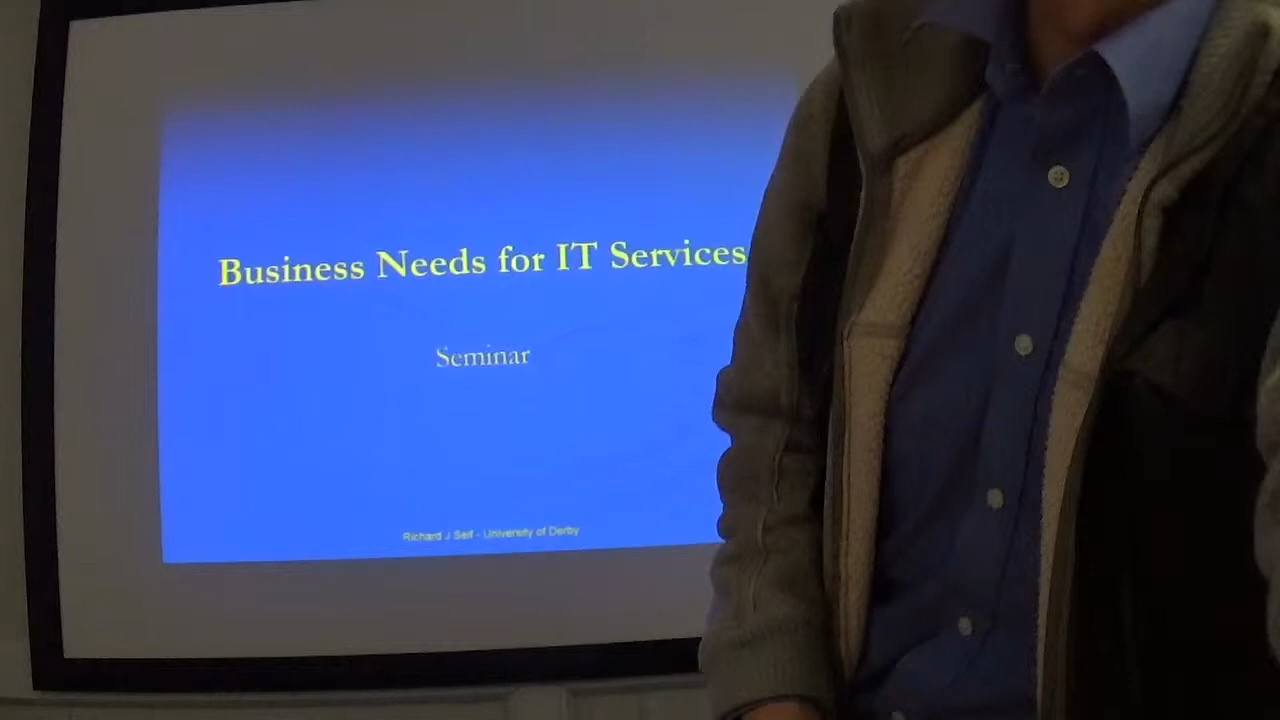 Business Needs for IT Services
Seminar
Richard J Self - University of Derby